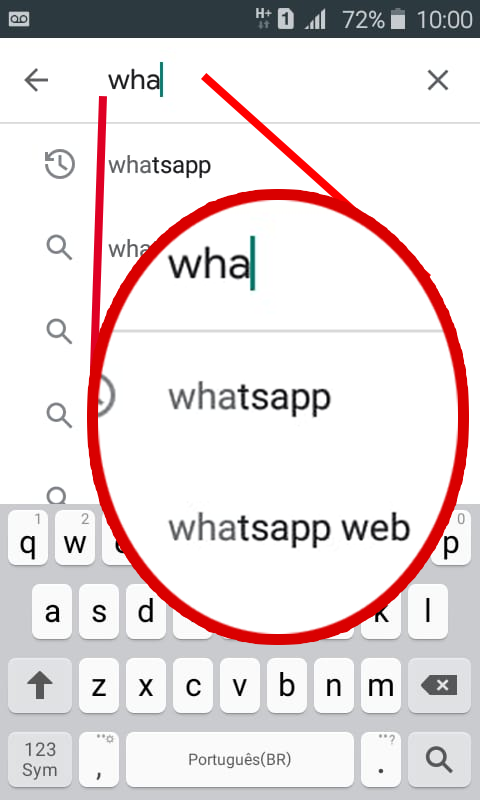 H+ 1 72% 10:00
wha
whatsapp
wha
wha
whatsapp
whatsapp web
1 2 0
q w p
a s d k l
z x c v b n m
123 Sym , Português(BR) . ?